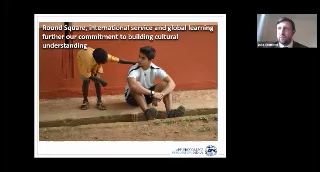 Round Square, international service and global learning
further our commitment to building cultural
understanding